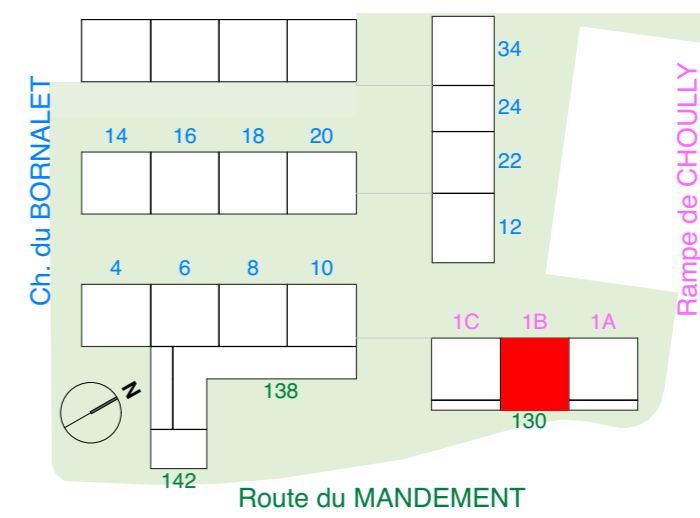 34
24
14 16 18 20
22
12
4 6 8 10
1C 1B 1A
N
138
130
142
Route du MANDEMENT
Ch. du BORNALET
Rampe de CHOULLY